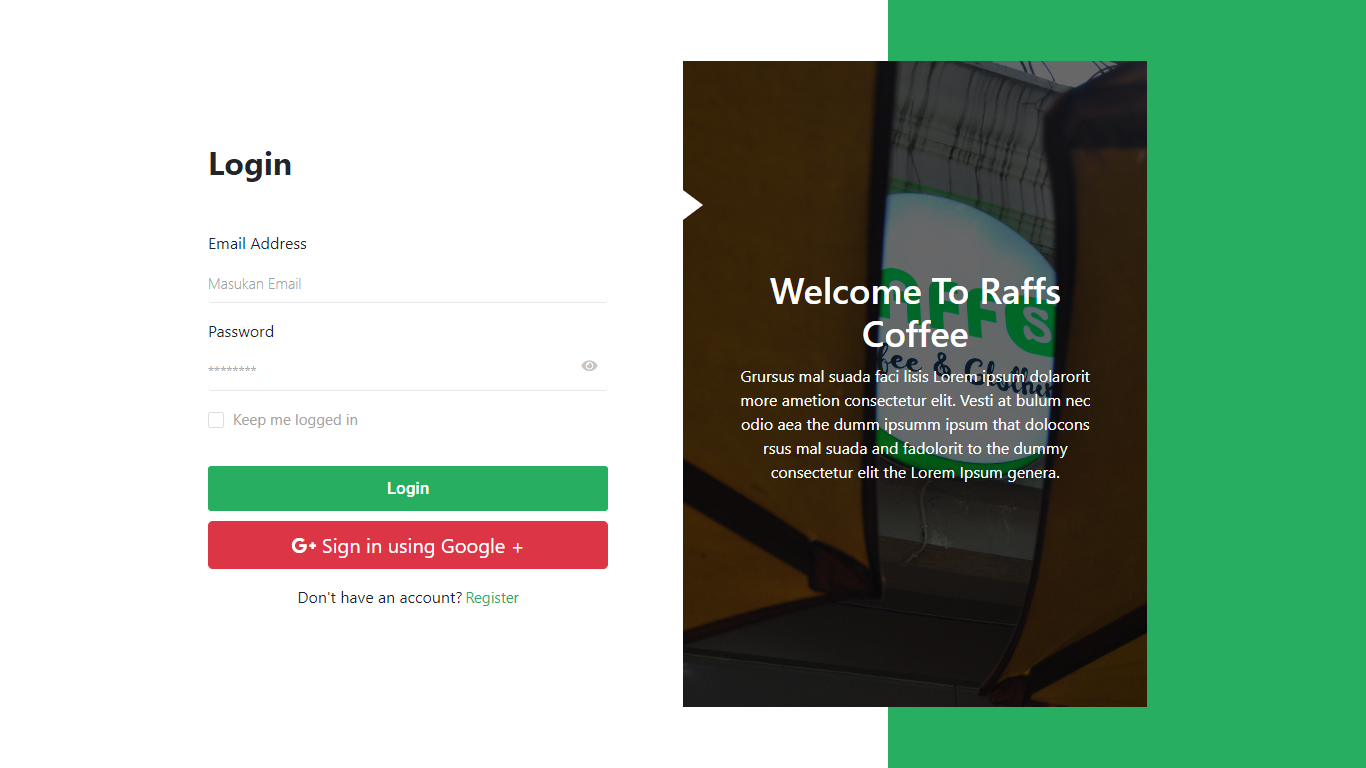 Login
Email Address
Masukan Email
Password
********
Keep me logged in
Login
G+ Sign in using Google +
Don't have an account? Register
Welcome To Raffs
Coffee
Grursus mal suada faci lisis Lorem ipsum dolarorit
more ametion consectetur elit. Vesti at bulum nec
odio aea the dumm ipsumm ipsum that dolocons
rsus mal suada and fadolorit to the dummy
consectetur elit the Lorem Ipsum genera.